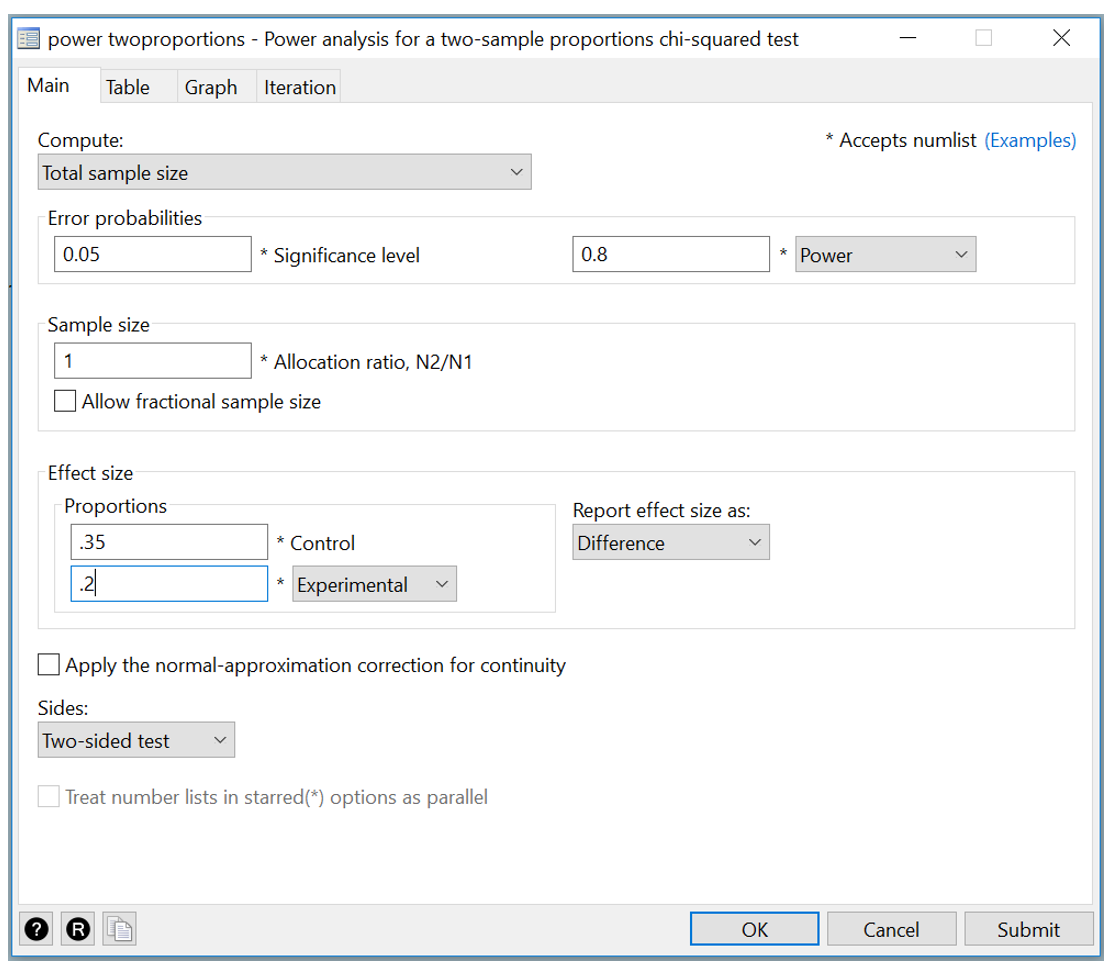 power twoproportions - Power analysis for a two-sample proportions chi-squared test
Main Table Graph Iteration
Compute:
* Accepts numlist (Examples)
Total sample size
Error probabilities
0.05 * Significance level 0.8 * Power
Sample size
1 * Allocation ratio, N2/N1
Allow fractional sample size
Effect size
Proportions
Report effect size as:
.35 * Control
Difference
.2 * Experimental
Apply the normal-approximation correction for continuity
Sides:
Two-sided test
Treat number lists in starred(*) options as parallel
? R OK Cancel Submit